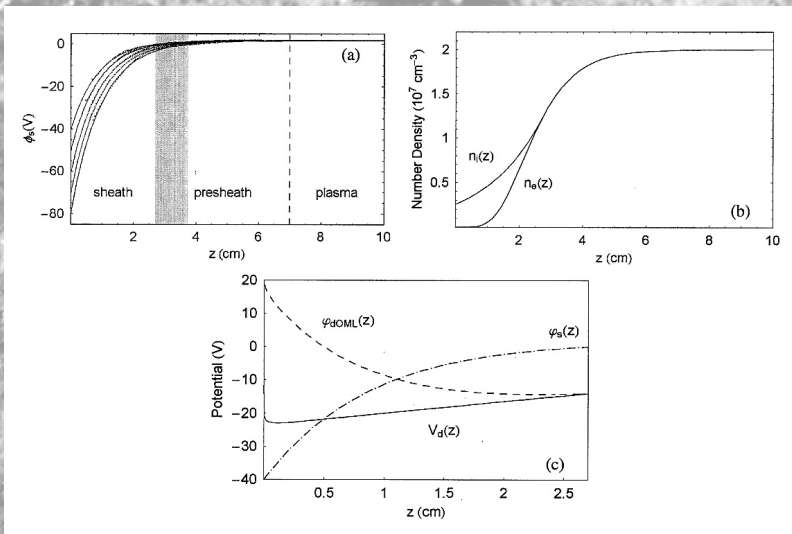 (a)
0
−20
−40
−60
−80
ϕs(V)
sheath
presheath
plasma
0
2
4
6
8
10
z (cm)
(b)
2
1.5
1
0.5
Number Density (10⁷ cm⁻³)
ni(z)
ne(z)
2
4
6
8
10
z (cm)
20
10
0
−10
−20
−30
−40
Potential (V)
φdOML(z)
φs(z)
Vd(z)
(c)
0.5
1
1.5
2
2.5
z (cm)